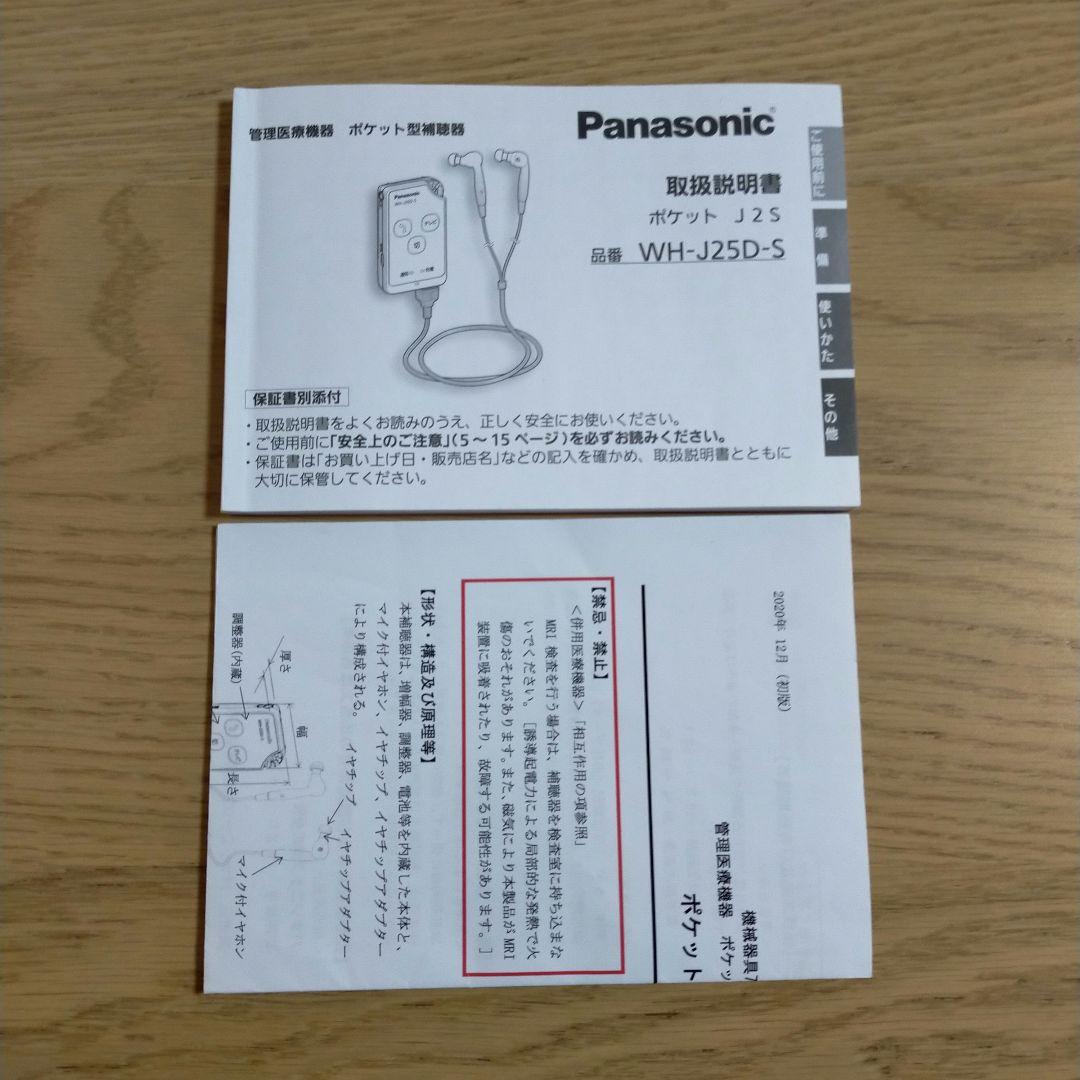 管理医療機器 ポケット型補聴器
Panasonic
取扱説明書
ポケット J2S
品番 WH-J25D-S
Panasonic
テレビ
切
ご使用前に
準備
使いかた
その他
保証書別添付
・取扱説明書をよくお読みのうえ、正しく安全にお使いください。
・ご使用前に「安全上のご注意」(5～15ページ)を必ずお読みください。
・保証書は「お買い上げ日・販売店名」などの記入を確かめ、取扱説明書とともに
大切に保管してください。
2020年 12月 (初版)
機械器具7
管理医療機器 ポケッ
ポケット
【禁忌・禁止】
<併用医療機器>「相互作用の項参照」
MRI 検査を行う場合は、補聴器を検査室に持ち込まな
いでください。［誘導起電力による局部的な発熱で火
傷のおそれがあります。また、磁気により本製品が MRI
装置に吸着されたり、故障する可能性があります。］
【形状・構造及び原理等】
本補聴器は、増幅器、調整器、電池等を内蔵した本体と、
マイク付イヤホン、イヤチップ、イヤチップアダプター
により構成される。
イヤチップ
イヤチップアダプター
厚さ
幅
長さ
調整器(内蔵)
マイク付イヤホン